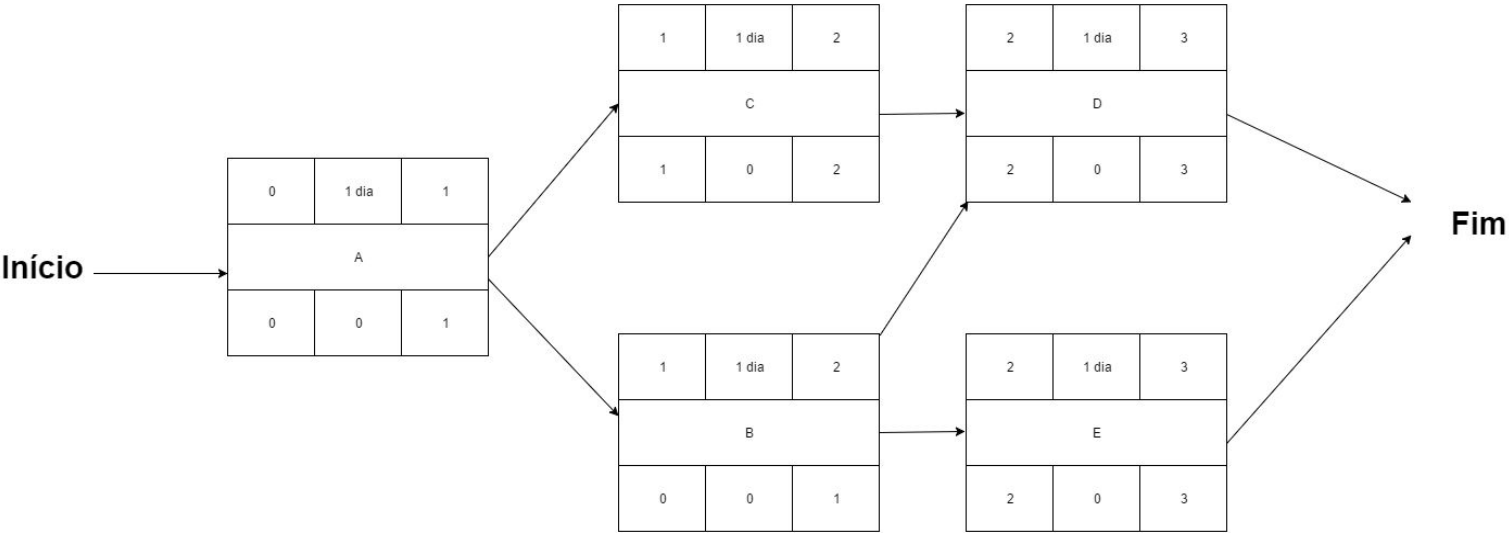 1 1 dia 2
C
1 0 2
2 1 dia 3
D
2 0 3
0 1 dia 1
A
0 0 1
Início
Fim
1 1 dia 2
B
0 0 1
2 1 dia 3
E
2 0 3